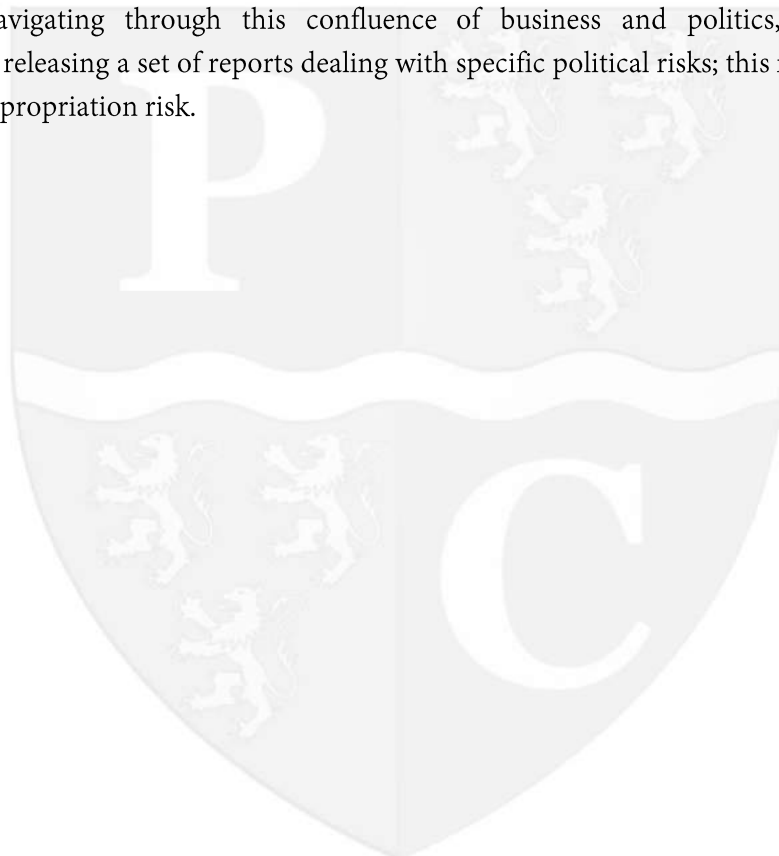 avigating through this confluence of business and politics,
releasing a set of reports dealing with specific political risks; this
propriation risk.
P
C